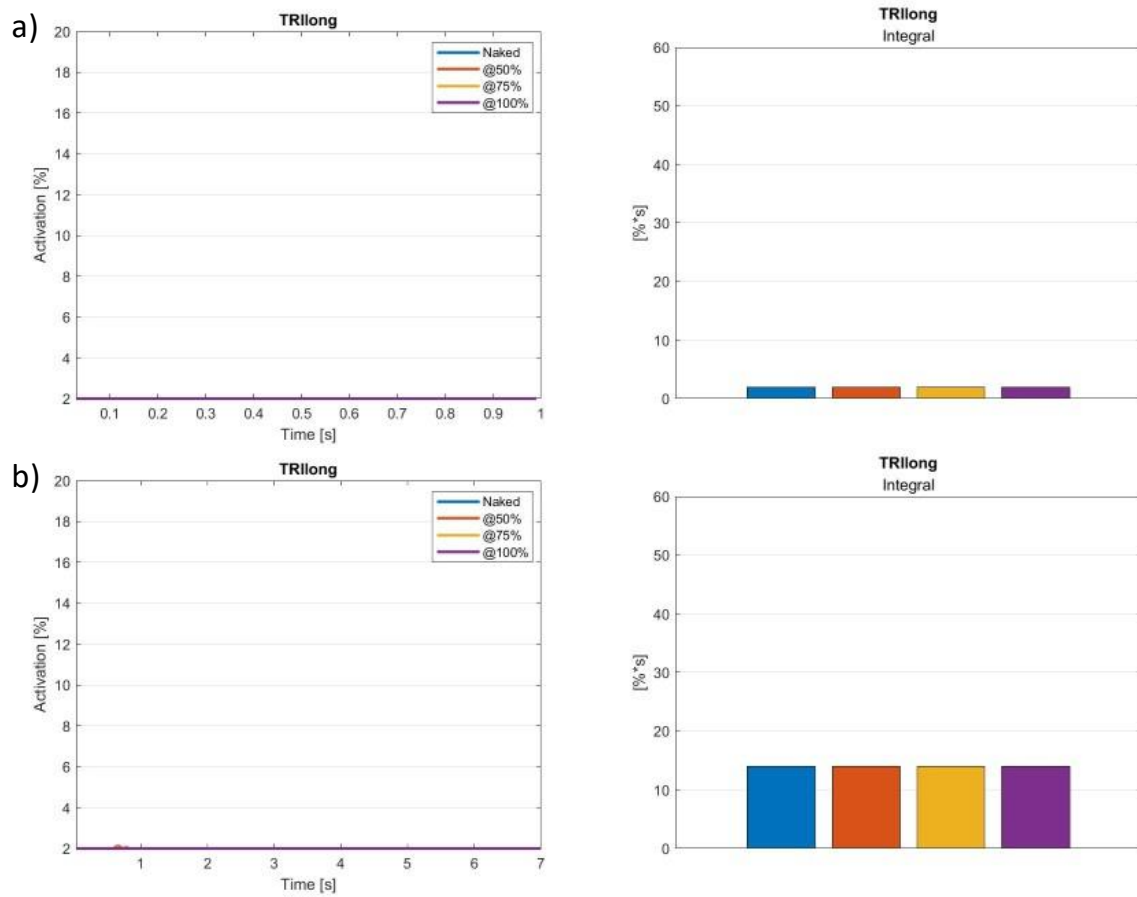 a)
TRIlong
20
18
16
14
12
10
8
6
4
2
Activation [%]
0.1 0.2 0.3 0.4 0.5 0.6 0.7 0.8 0.9 1
Time [s]
Naked
@50%
@75%
@100%
TRIlong
Integral
60
50
40
30
20
10
0
[%*s]
b)
TRIlong
20
18
16
14
12
10
8
6
4
2
Activation [%]
1 2 3 4 5 6 7
Time [s]
Naked
@50%
@75%
@100%
TRIlong
Integral
60
50
40
30
20
10
0
[%*s]